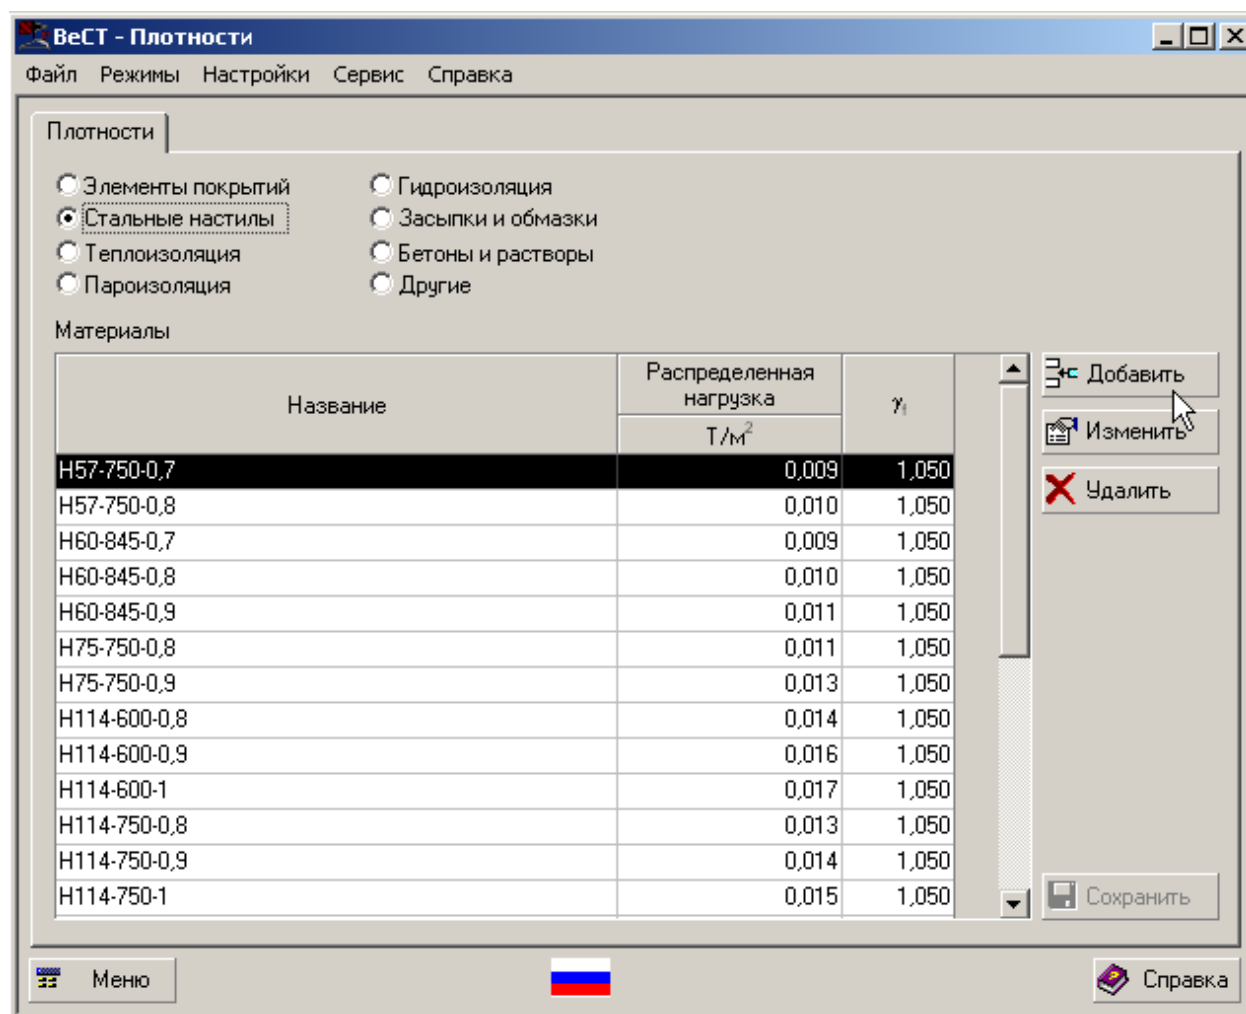 ВеСТ - Плотности
Файл Режимы Настройки Сервис Справка
Плотности
Элементы покрытий Гидроизоляция
Стальные настилы Засыпки и обмазки
Теплоизоляция Бетоны и растворы
Пароизоляция Другие
Материалы
Название Распределенная нагрузка γf
Т/м²
Добавить
Изменить
Удалить
Н57-750-0,7 0,009 1,050
Н57-750-0,8 0,010 1,050
Н60-845-0,7 0,009 1,050
Н60-845-0,8 0,010 1,050
Н60-845-0,9 0,011 1,050
Н75-750-0,8 0,011 1,050
Н75-750-0,9 0,013 1,050
Н114-600-0,8 0,014 1,050
Н114-600-0,9 0,016 1,050
Н114-600-1 0,017 1,050
Н114-750-0,8 0,013 1,050
Н114-750-0,9 0,014 1,050
Н114-750-1 0,015 1,050
Сохранить
Меню Справка